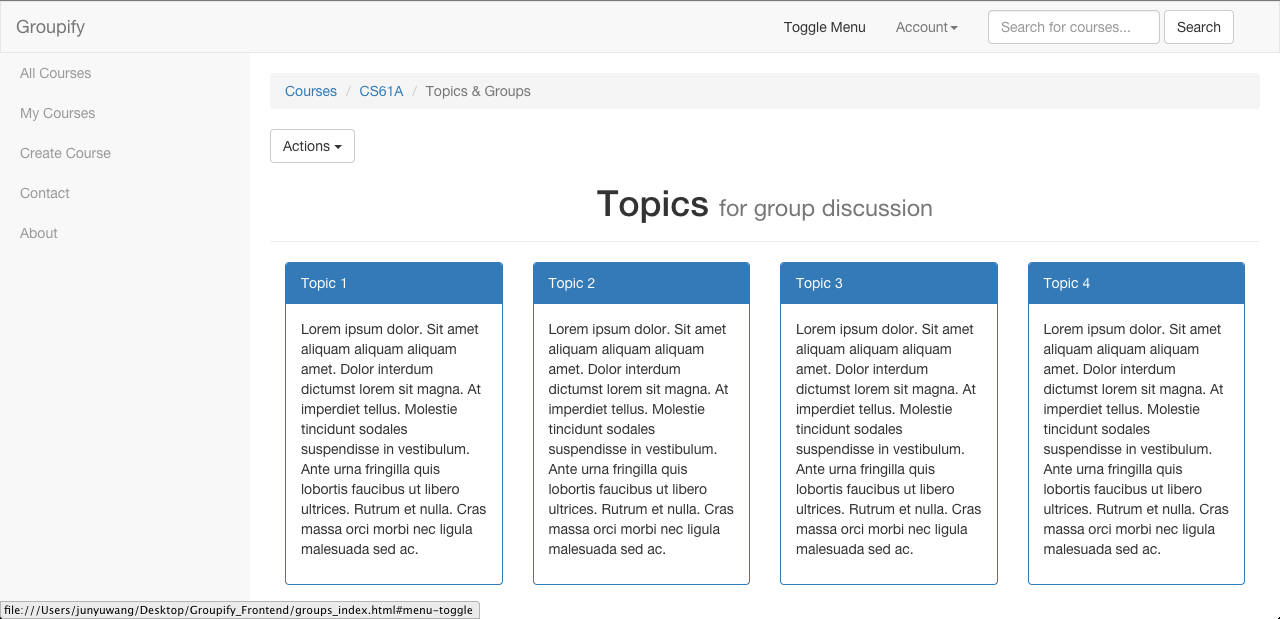 Groupify
Toggle Menu
Account
Search for courses...
Search
All Courses
My Courses
Create Course
Contact
About
Courses / CS61A / Topics & Groups
Actions
Topics for group discussion
Topic 1
Lorem ipsum dolor. Sit amet
aliquam aliquam aliquam
amet. Dolor interdum
dictumst lorem sit magna. At
imperdiet tellus. Molestie
tincidunt sodales
suspendisse in vestibulum.
Ante urna fringilla quis
lobortis faucibus ut libero
ultrices. Rutrum et nulla. Cras
massa orci morbi nec ligula
malesuada sed ac.
Topic 2
Lorem ipsum dolor. Sit amet
aliquam aliquam aliquam
amet. Dolor interdum
dictumst lorem sit magna. At
imperdiet tellus. Molestie
tincidunt sodales
suspendisse in vestibulum.
Ante urna fringilla quis
lobortis faucibus ut libero
ultrices. Rutrum et nulla. Cras
massa orci morbi nec ligula
malesuada sed ac.
Topic 3
Lorem ipsum dolor. Sit amet
aliquam aliquam aliquam
amet. Dolor interdum
dictumst lorem sit magna. At
imperdiet tellus. Molestie
tincidunt sodales
suspendisse in vestibulum.
Ante urna fringilla quis
lobortis faucibus ut libero
ultrices. Rutrum et nulla. Cras
massa orci morbi nec ligula
malesuada sed ac.
Topic 4
Lorem ipsum dolor. Sit amet
aliquam aliquam aliquam
amet. Dolor interdum
dictumst lorem sit magna. At
imperdiet tellus. Molestie
tincidunt sodales
suspendisse in vestibulum.
Ante urna fringilla quis
lobortis faucibus ut libero
ultrices. Rutrum et nulla. Cras
massa orci morbi nec ligula
malesuada sed ac.
file:///Users/junyuwang/Desktop/Groupify_Frontend/groups_index.html#menu-toggle